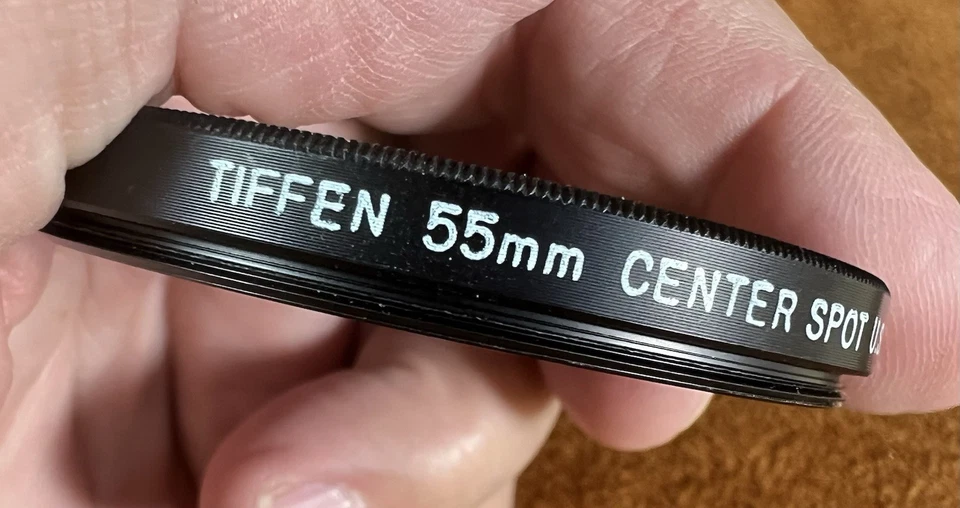 TIFFEN 55mm CENTER SPOT